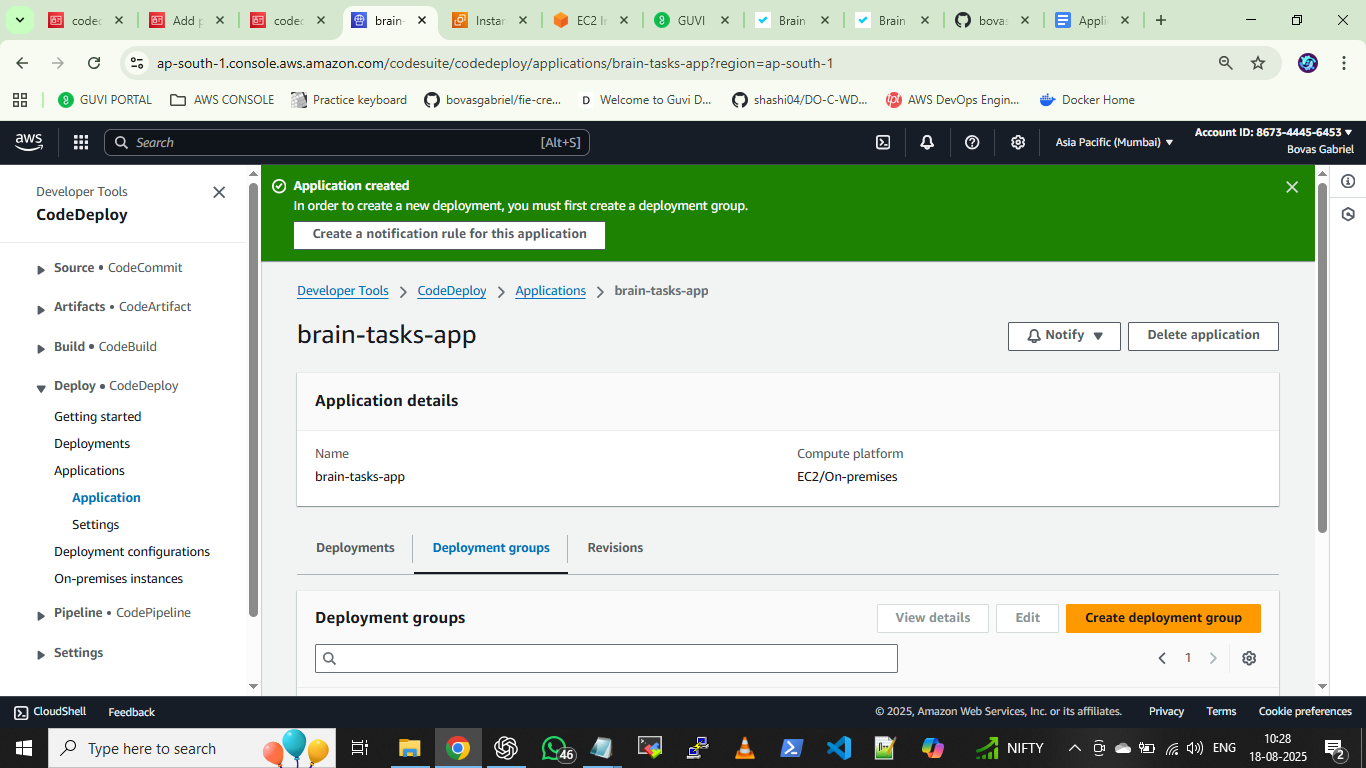 codec
Add p
codec
brain-
Instan
EC2 In
GUVI
Brain
Brain
bovas
Appli
ap-south-1.console.aws.amazon.com/codesuite/codedeploy/applications/brain-tasks-app?region=ap-south-1
GUVI PORTAL
AWS CONSOLE
Practice keyboard
bovasgabriel/fie-cre...
Welcome to Guvi D...
shashi04/DO-C-WD...
AWS DevOps Engin...
Docker Home
aws
Search
[Alt+S]
Asia Pacific (Mumbai)
Account ID: 8673-4445-6453
Bovas Gabriel
Developer Tools
CodeDeploy
Source • CodeCommit
Artifacts • CodeArtifact
Build • CodeBuild
Deploy • CodeDeploy
Getting started
Deployments
Applications
Application
Settings
Deployment configurations
On-premises instances
Pipeline • CodePipeline
Settings
Application created
In order to create a new deployment, you must first create a deployment group.
Create a notification rule for this application
Developer Tools
CodeDeploy
Applications
brain-tasks-app
brain-tasks-app
Notify
Delete application
Application details
Name
brain-tasks-app
Compute platform
EC2/On-premises
Deployments
Deployment groups
Revisions
Deployment groups
View details
Edit
Create deployment group
1
CloudShell
Feedback
© 2025, Amazon Web Services, Inc. or its affiliates.
Privacy
Terms
Cookie preferences
Type here to search
46
NIFTY
ENG
10:28
18-08-2025
2